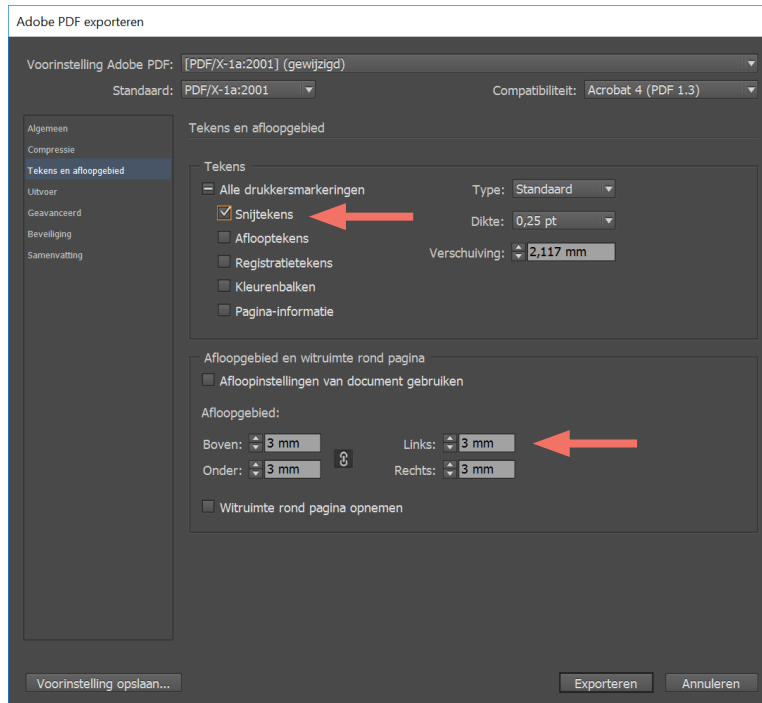 Adobe PDF exporteren
Voorinstelling Adobe PDF: [PDF/X-1a:2001] (gewijzigd)
Standaard: PDF/X-1a:2001 Compatibiliteit: Acrobat 4 (PDF 1.3)
Algemeen
Compressie
Tekens en afloopgebied
Uitvoer
Geavanceerd
Beveiliging
Samenvatting
Tekens en afloopgebied
Tekens
Alle drukkersmarkeringen Type: Standaard
Snijtekens Dikte: 0,25 pt
Aflooptekens Verschuiving: 2,117 mm
Registratietekens
Kleurenbalken
Pagina-informatie
Afloopgebied en witruimte rond pagina
Afloopinstellingen van document gebruiken
Afloopgebied:
Boven: 3 mm Links: 3 mm
Onder: 3 mm Rechts: 3 mm
Witruimte rond pagina opnemen
Voorinstelling opslaan... Exporteren Annuleren